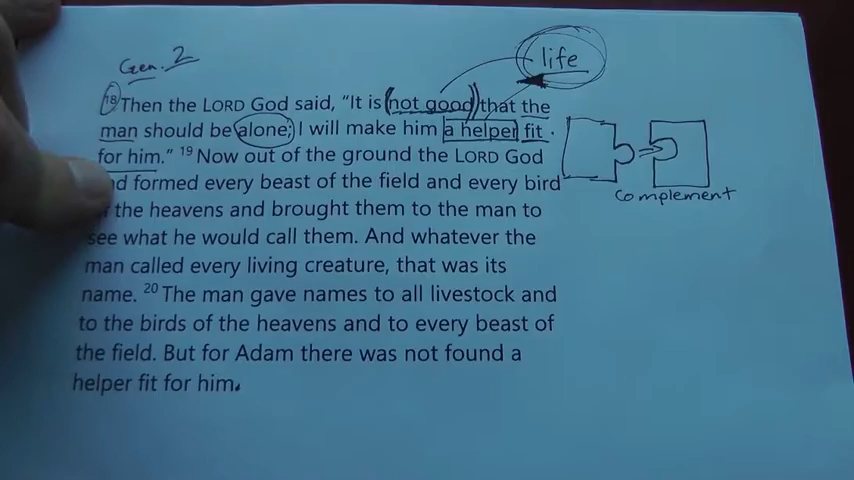 Gen. 2
life
18 Then the LORD God said, "It is not good that the
man should be alone; I will make him a helper fit
for him." 19 Now out of the ground the LORD God
formed every beast of the field and every bird
the heavens and brought them to the man to
see what he would call them. And whatever the
man called every living creature, that was its
name. 20 The man gave names to all livestock and
to the birds of the heavens and to every beast of
the field. But for Adam there was not found a
helper fit for him.
complement